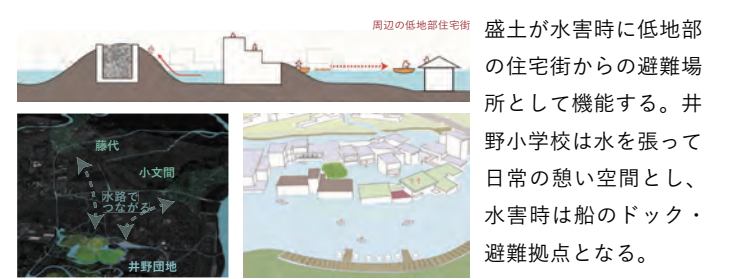 周辺の低地部住宅街
盛土が水害時に低地部
の住宅街からの避難場
所として機能する。井
野小学校は水を張って
日常の憩い空間とし、
水害時は船のドック・
避難拠点となる。
藤代
小文間
水路で
つながる
井野団地